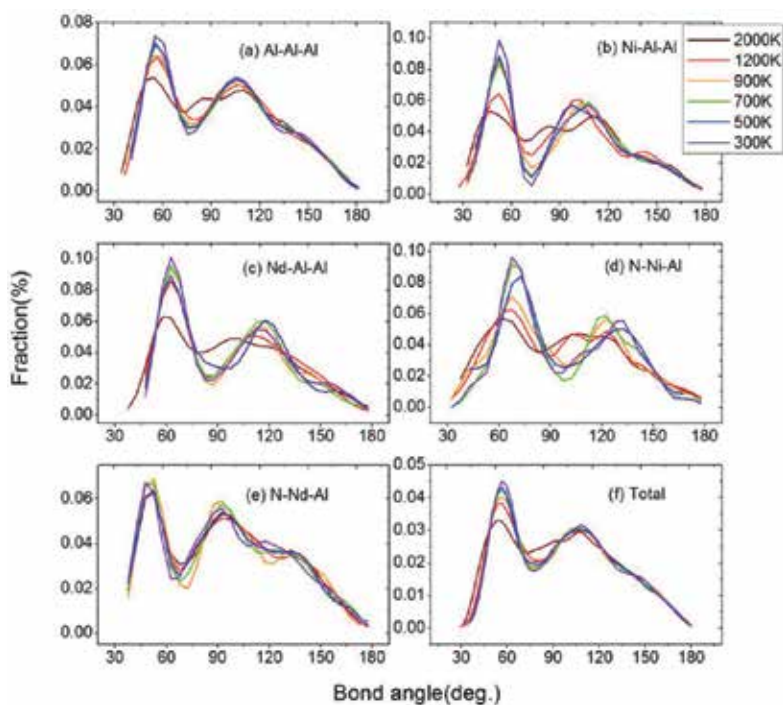 0.08
0.06
0.04
0.02
0.00
(a) Al-Al-Al
30 60 90 120 150 180
0.10
0.08
0.06
0.04
0.02
0.00
(b) Ni-Al-Al
30 60 90 120 150 180
2000K
1200K
900K
700K
500K
300K
0.10
0.08
0.06
0.04
0.02
0.00
(c) Nd-Al-Al
30 60 90 120 150 180
0.10
0.08
0.06
0.04
0.02
0.00
(d) N-Ni-Al
30 60 90 120 150 180
0.06
0.04
0.02
0.00
(e) N-Nd-Al
30 60 90 120 150 180
0.05
0.04
0.03
0.02
0.01
0.00
(f) Total
30 60 90 120 150 180
Fraction(%)
Bond angle(deg.)